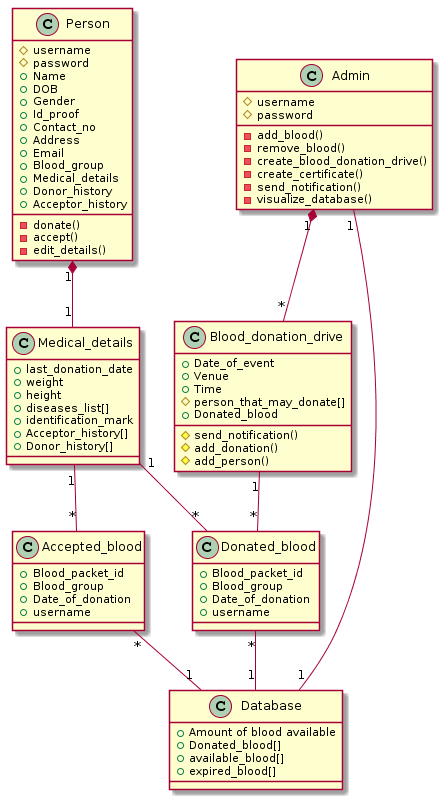 C Person
username
password
Name
DOB
Gender
Id_proof
Contact_no
Address
Email
Blood_group
Medical_details
Donor_history
Acceptor_history
donate()
accept()
edit_details()
C Admin
username
password
add_blood()
remove_blood()
create_blood_donation_drive()
create_certificate()
send_notification()
visualize_database()
1
1
1
1
*
C Medical_details
last_donation_date
weight
height
diseases_list[]
identification_mark
Acceptor_history[]
Donor_history[]
C Blood_donation_drive
Date_of_event
Venue
Time
person_that_may_donate[]
Donated_blood
send_notification()
add_donation()
add_person()
1
1
1
*
*
*
C Accepted_blood
Blood_packet_id
Blood_group
Date_of_donation
username
C Donated_blood
Blood_packet_id
Blood_group
Date_of_donation
username
*
*
1
1
1
C Database
Amount of blood available
Donated_blood[]
available_blood[]
expired_blood[]